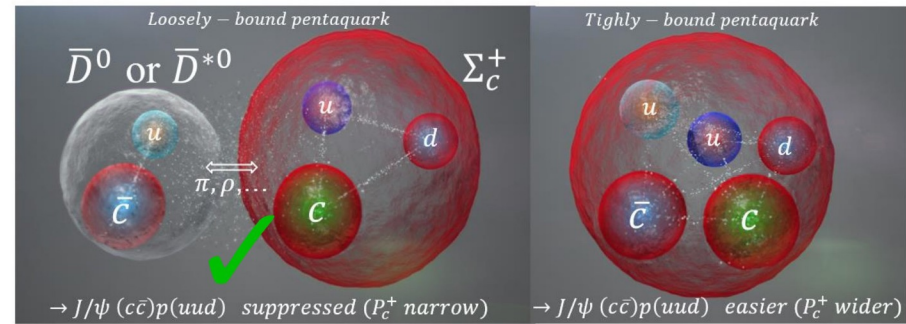 Loosely – bound pentaquark
D̅⁰ or D̅*⁰
Σc⁺
u
u
d
π, ρ, ...
c̅
c
→ J/ψ (cc̅)p(uud) suppressed (Pc⁺ narrow)
Tighly – bound pentaquark
u
u
d
c̅
c
→ J/ψ (cc̅)p(uud) easier (Pc⁺ wider)